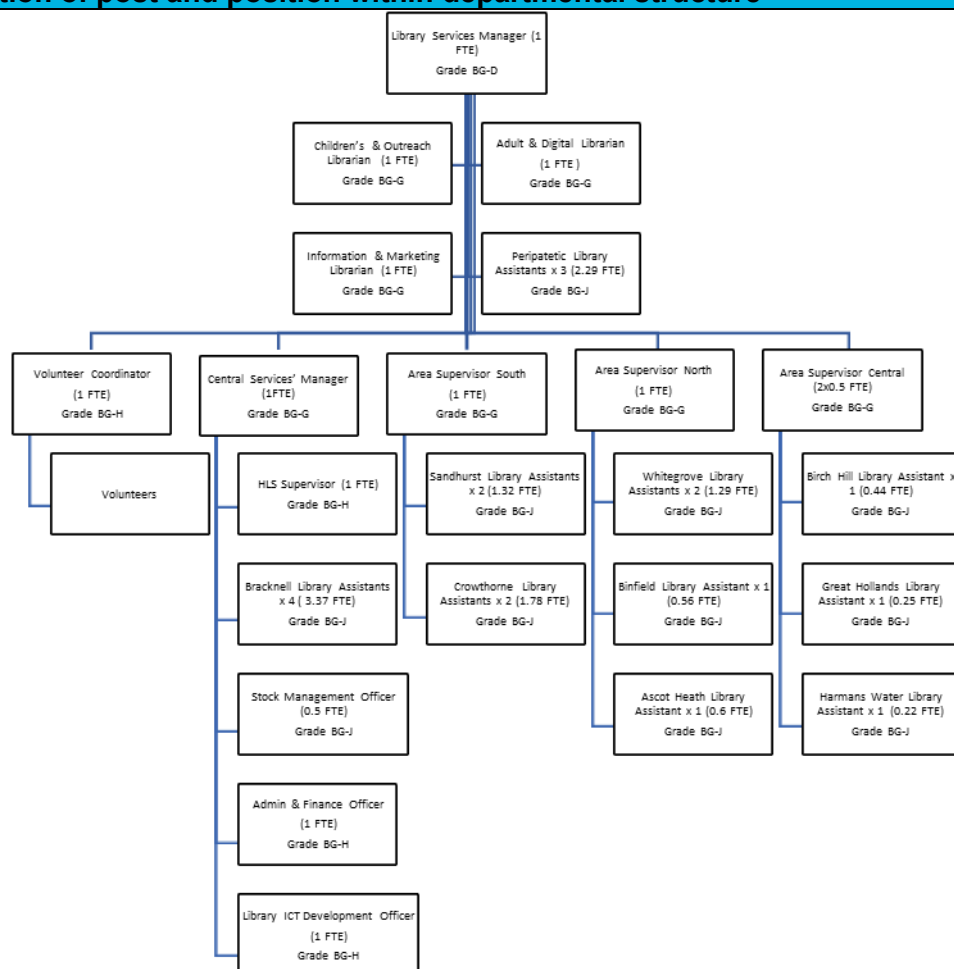 tion of post and position within departmental structure
Library Services Manager (1
FTE)
Grade BG-D
Children's & Outreach
Librarian (1 FTE)
Grade BG-G
Adult & Digital Librarian
(1 FTE )
Grade BG-G
Information & Marketing
Librarian (1 FTE)
Grade BG-G
Peripatetic Library
Assistants x 3 (2.29 FTE)
Grade BG-J
Volunteer Coordinator
(1 FTE)
Grade BG-H
Central Services' Manager
(1FTE)
Grade BG-G
Area Supervisor South
(1 FTE)
Grade BG-G
Area Supervisor North
(1 FTE)
Grade BG-G
Area Supervisor Central
(2x0.5 FTE)
Grade BG-G
Volunteers
HLS Supervisor (1 FTE)
Grade BG-H
Sandhurst Library Assistants
x 2 (1.32 FTE)
Grade BG-J
Whitegrove Library
Assistants x 2 (1.29 FTE)
Grade BG-J
Birch Hill Library Assistant x
1 (0.44 FTE)
Grade BG-J
Bracknell Library Assistants
x 4 ( 3.37 FTE)
Grade BG-J
Crowthorne Library
Assistants x 2 (1.78 FTE)
Grade BG-J
Binfield Library Assistant x 1
(0.56 FTE)
Grade BG-J
Great Hollands Library
Assistant x 1 (0.25 FTE)
Grade BG-J
Stock Management Officer
(0.5 FTE)
Grade BG-J
Ascot Heath Library
Assistant x 1 (0.6 FTE)
Grade BG-J
Harmans Water Library
Assistant x 1 (0.22 FTE)
Grade BG-J
Admin & Finance Officer
(1 FTE)
Grade BG-H
Library ICT Development Officer
(1 FTE)
Grade BG-H